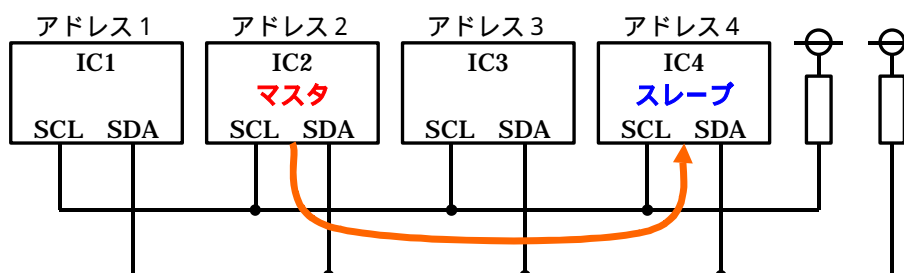 アドレス1 アドレス2 アドレス3 アドレス4
IC1 IC2 IC3 IC4
マスタ スレーブ
SCL SDA SCL SDA SCL SDA SCL SDA